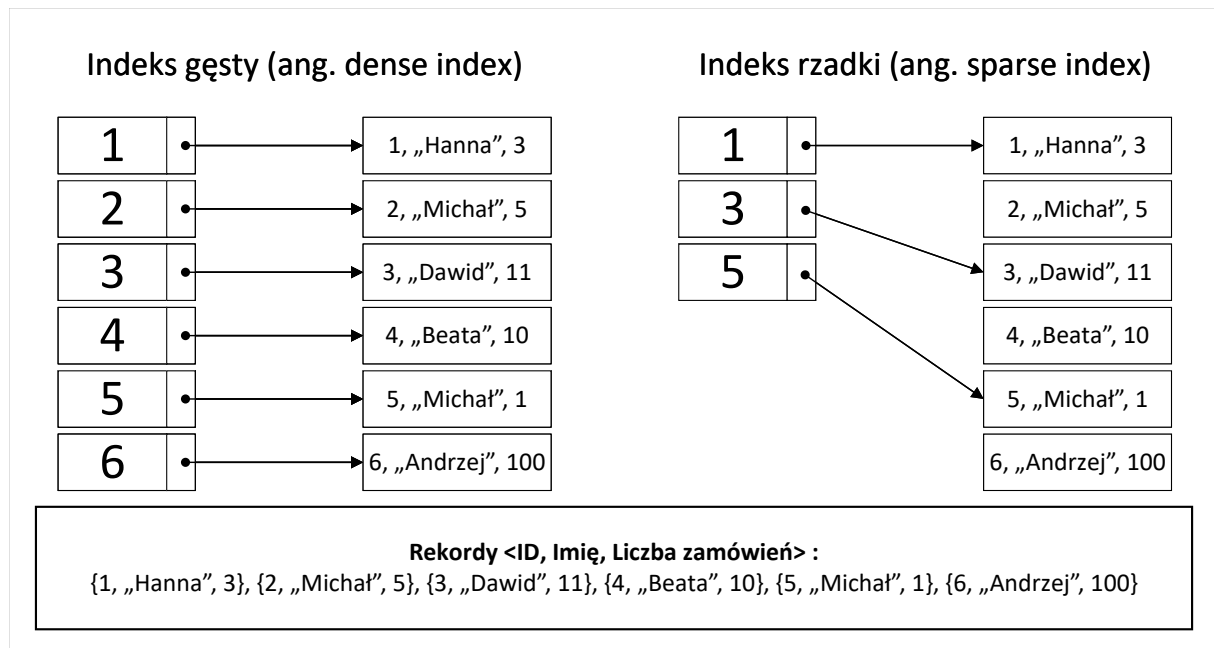 Indeks gęsty (ang. dense index)
1
1, „Hanna”, 3
2
2, „Michał”, 5
3
3, „Dawid”, 11
4
4, „Beata”, 10
5
5, „Michał”, 1
6
6, „Andrzej”, 100
Indeks rzadki (ang. sparse index)
1
1, „Hanna”, 3
2, „Michał”, 5
3
3, „Dawid”, 11
5
4, „Beata”, 10
5, „Michał”, 1
6, „Andrzej”, 100
Rekordy <ID, Imię, Liczba zamówień> :
{1, „Hanna”, 3}, {2, „Michał”, 5}, {3, „Dawid”, 11}, {4, „Beata”, 10}, {5, „Michał”, 1}, {6, „Andrzej”, 100}